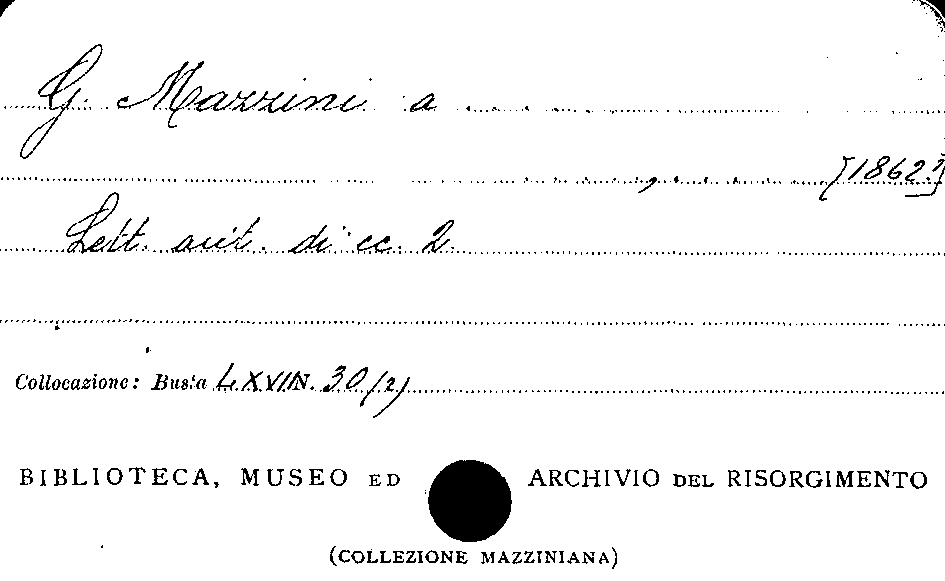 G. Mazzini a . . . . . .
. . . . . , . . . . . [1862?]
Lett. aut. di cc. 2
Collocazione: Busta LXVI N. 30 (2)
BIBLIOTECA, MUSEO ED ARCHIVIO DEL RISORGIMENTO
(COLLEZIONE MAZZINIANA)